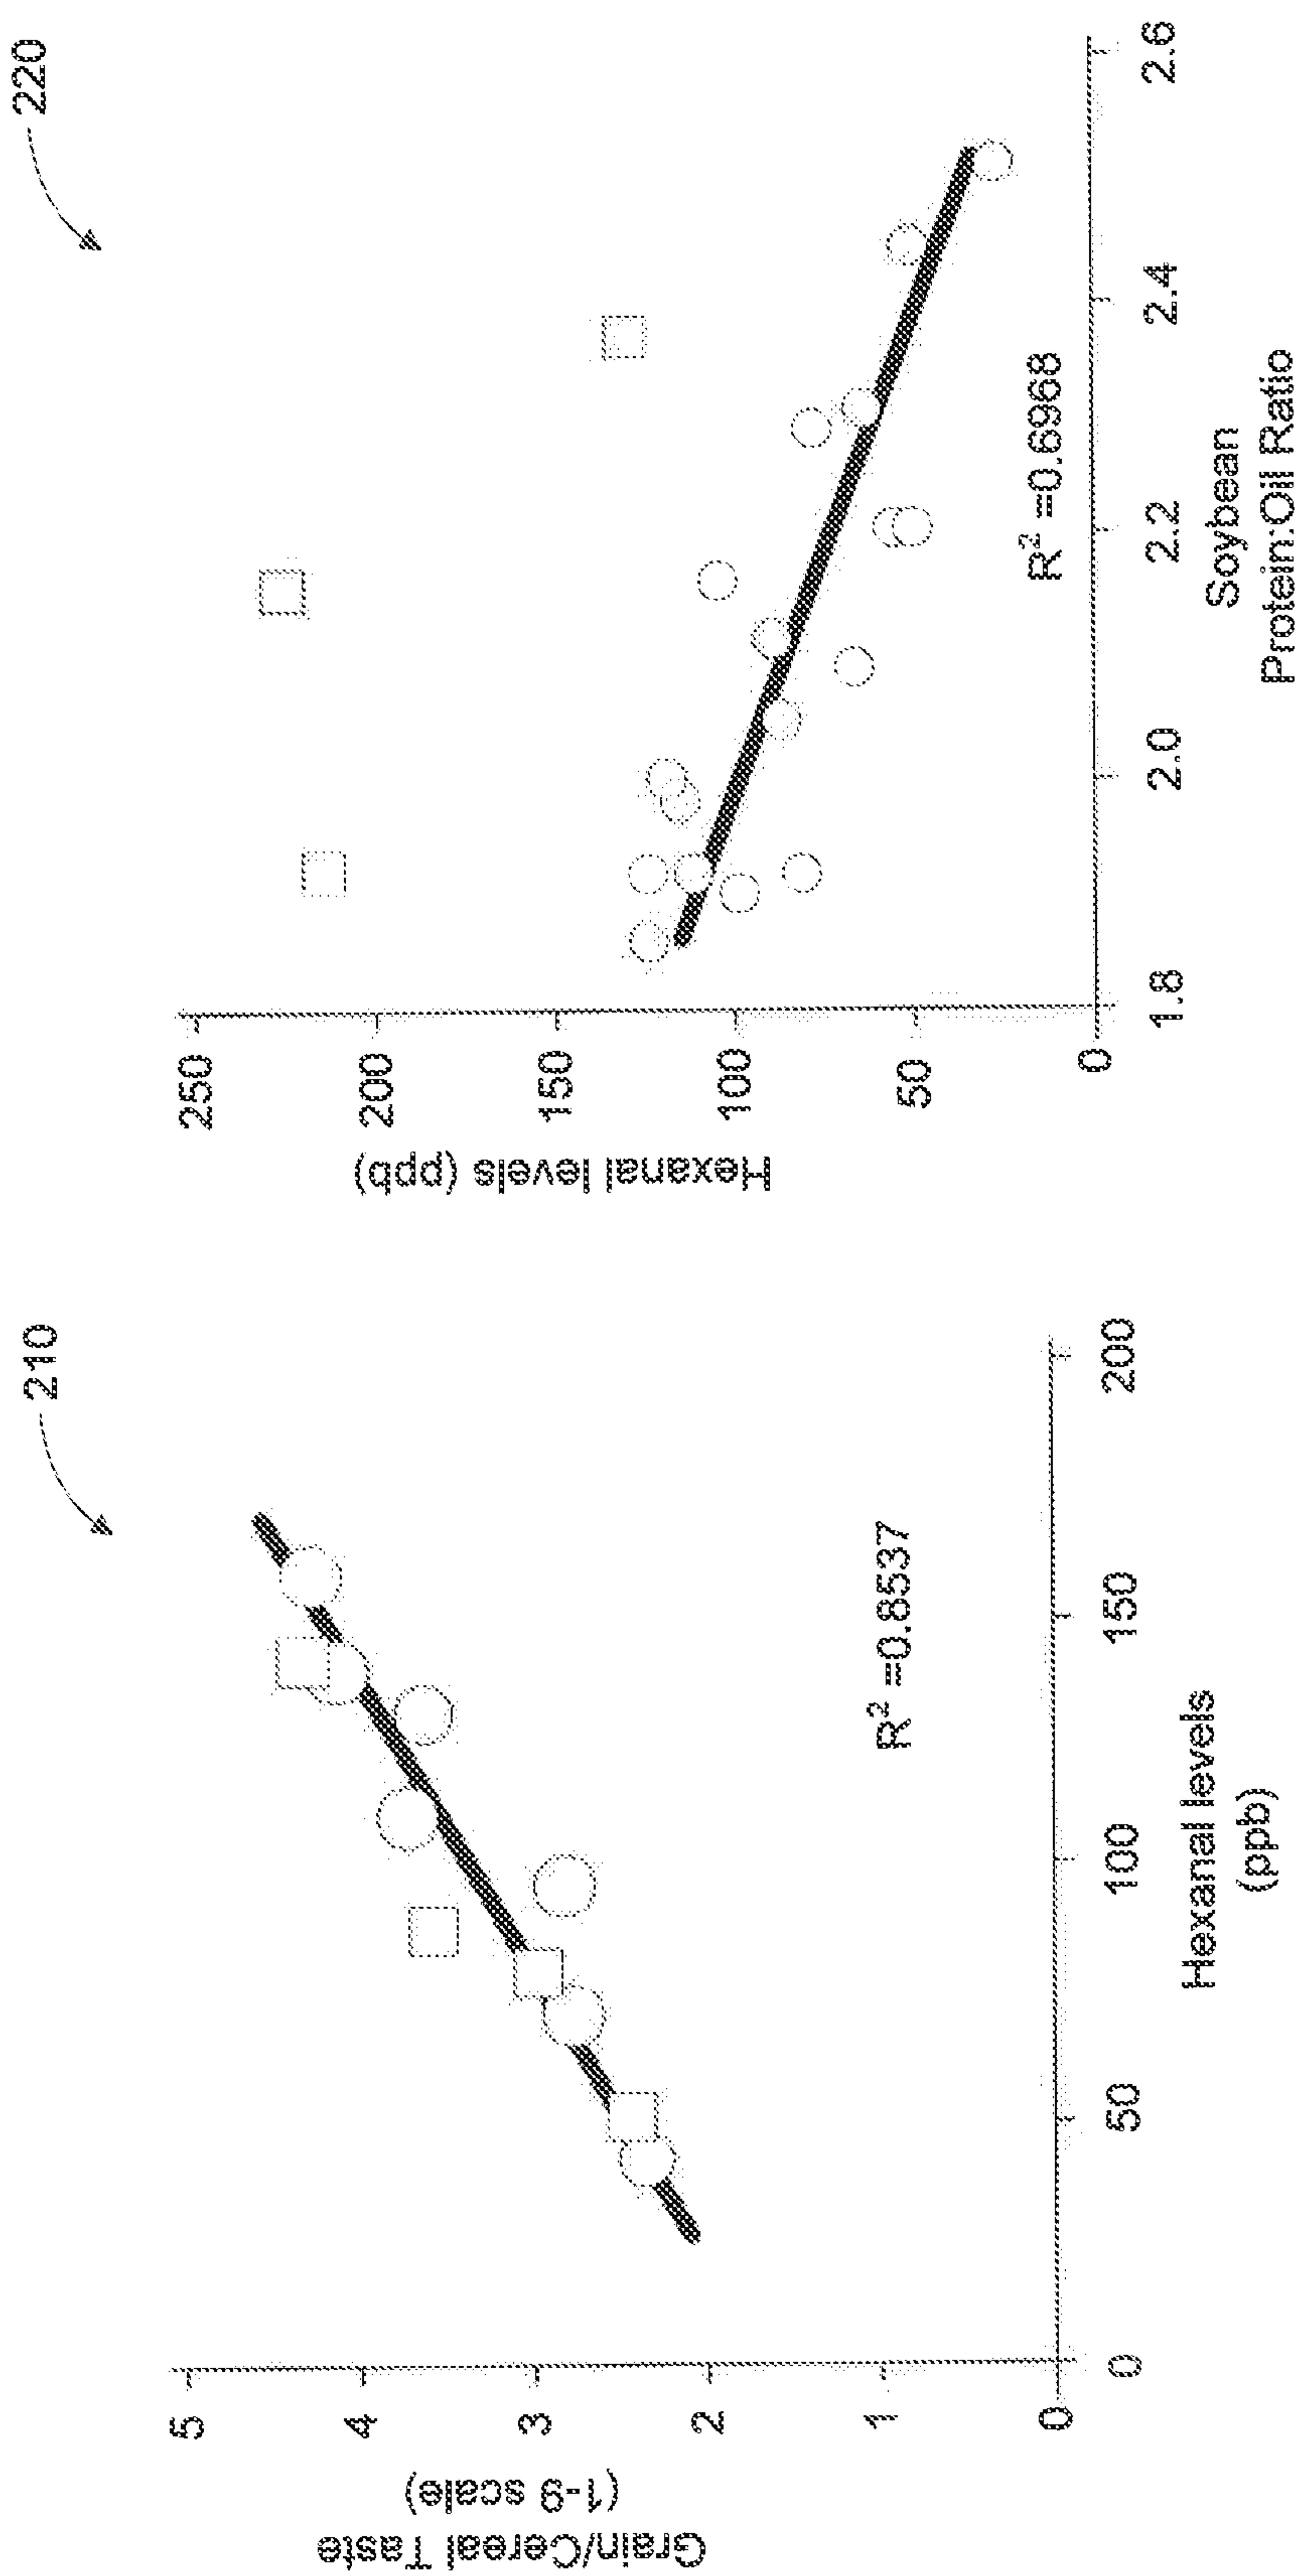 210
Grain/Cereal Taste
(1-9 scale)
5
4
3
2
1
0
R² =0.8537
0
50
100
150
200
Hexanal levels
(ppb)
220
Hexanal levels (ppb)
250
200
150
100
50
0
R² =0.6968
1.8
2.0
2.2
2.4
2.6
Soybean
Protein:Oil Ratio